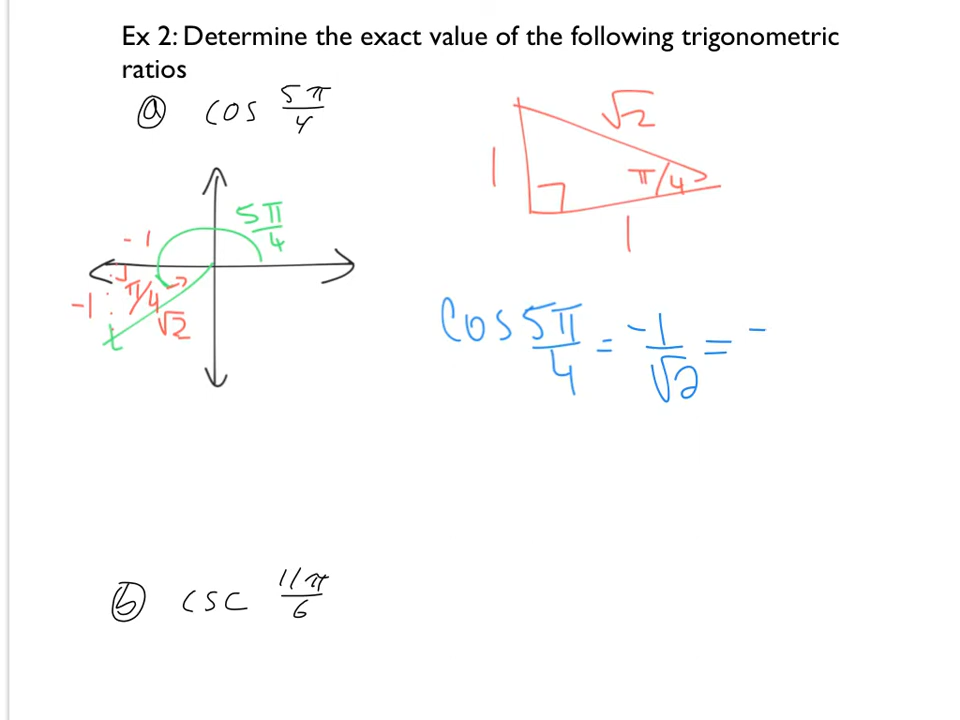 Ex 2: Determine the exact value of the following trigonometric
ratios
(a) cos 5π/4
√2
1
π/4
1
5π/4
-1
-1
π/4
√2
cos 5π/4 = -1/√2 = -
(b) csc 11π/6